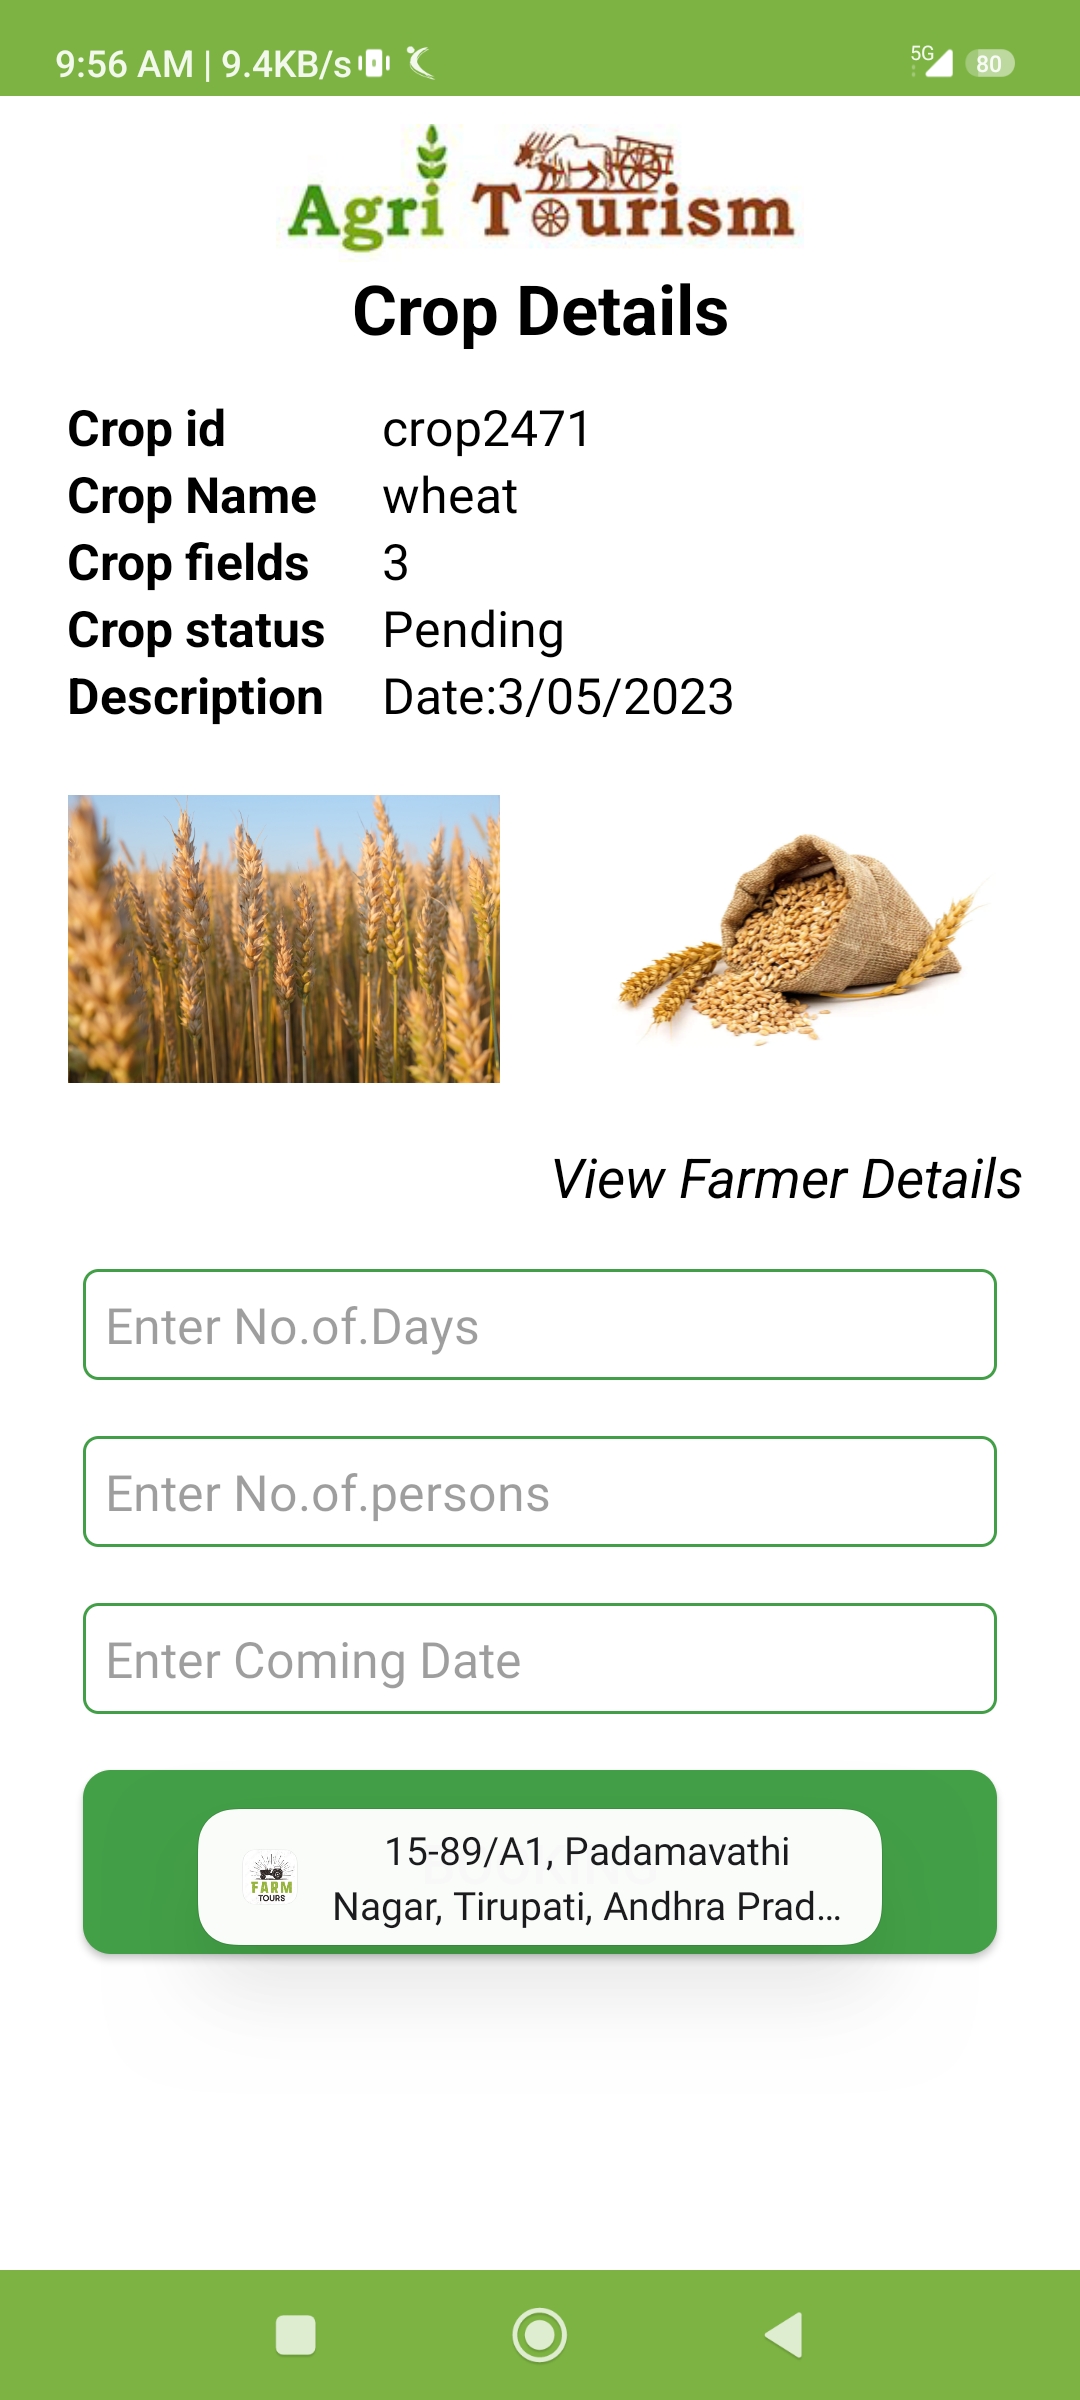 9:56 AM | 9.4KB/s
5G
80
Agri Tourism
Crop Details
Crop id crop2471
Crop Name wheat
Crop fields 3
Crop status Pending
Description Date:3/05/2023
View Farmer Details
Enter No.of.Days
Enter No.of.persons
Enter Coming Date
FARM
TOURS
15-89/A1, Padamavathi
Nagar, Tirupati, Andhra Prad...